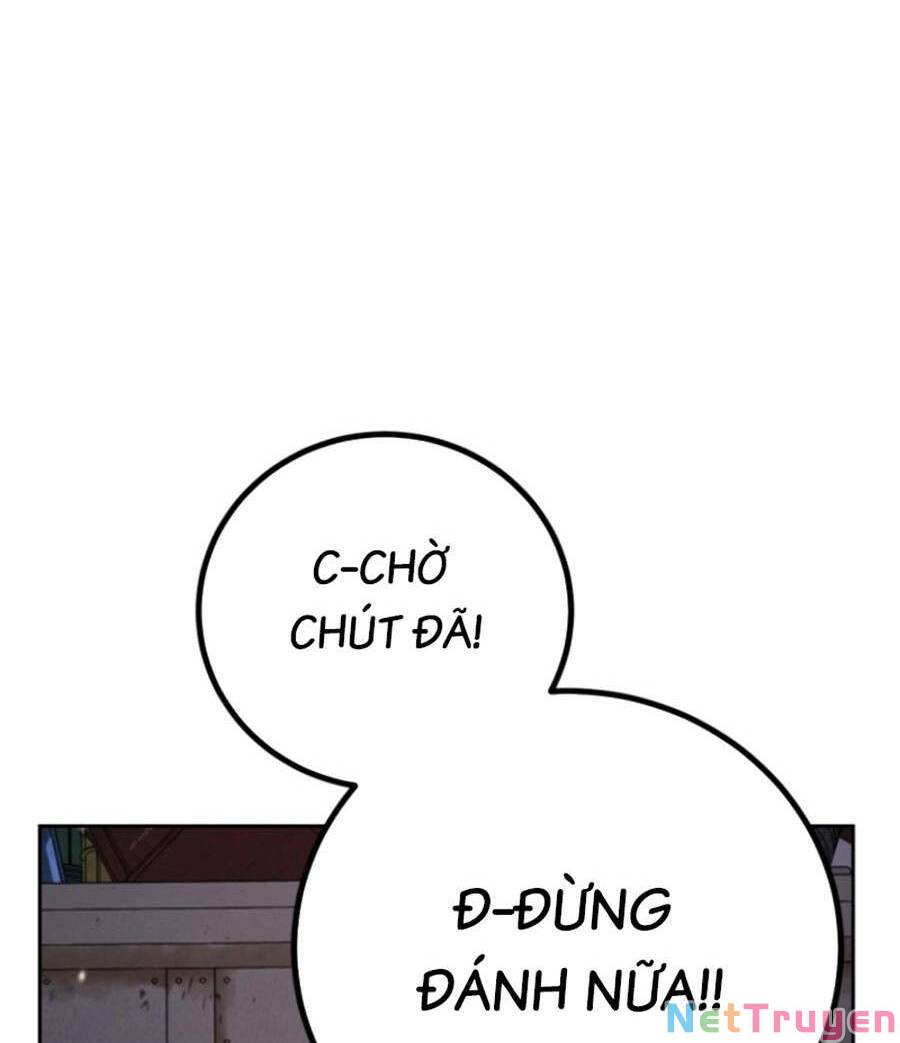 C-CHỜ
CHÚT ĐÃ!
Đ-ĐỪNG
ĐÁNH NỮA!!
NetTruyen